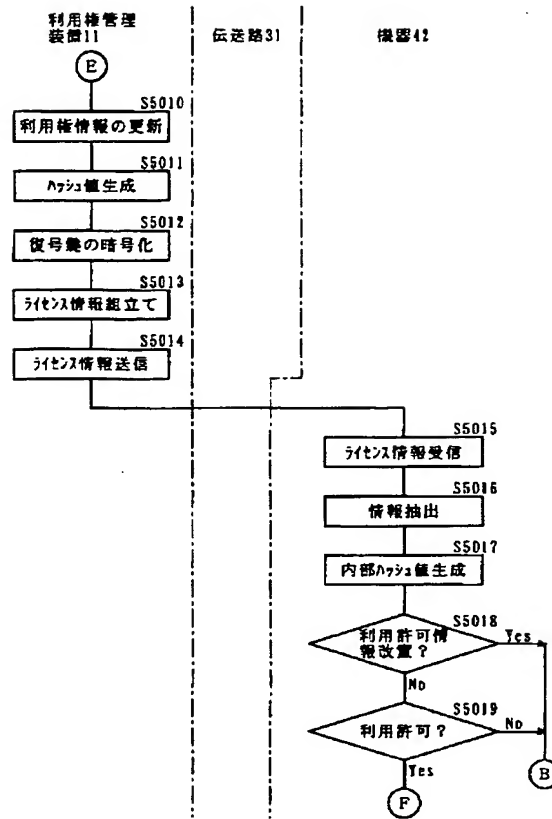 利用権管理
装置11
伝送路31
機器42
E
S5010
利用権情報の更新
S5011
ハッシュ値生成
S5012
復号鍵の暗号化
S5013
ライセンス情報組立て
S5014
ライセンス情報送信
S5015
ライセンス情報受信
S5016
情報抽出
S5017
内部ハッシュ値生成
S5018
利用許可情
報改竄?
Yes
No
S5019
利用許可?
No
Yes
B
F